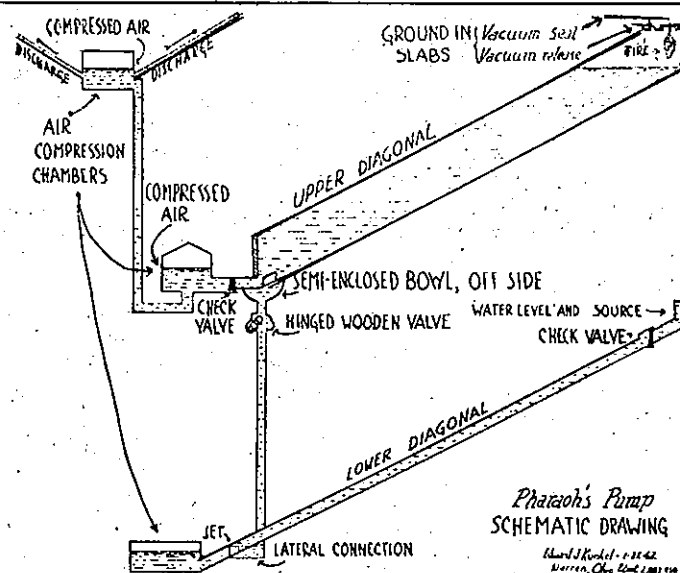 COMPRESSED AIR
DISCHARGE
DISCHARGE
GROUND IN
SLABS
Vacuum seal
Vacuum release
FIRE
AIR
COMPRESSION
CHAMBERS
UPPER DIAGONAL
COMPRESSED
AIR
SEMI-ENCLOSED BOWL, OFF SIDE
CHECK
VALVE
HINGED WOODEN VALVE
WATER LEVEL AND SOURCE
CHECK VALVE
LOWER DIAGONAL
Pharaoh's Pump
SCHEMATIC DRAWING
LATERAL CONNECTION
Warren, Ohio